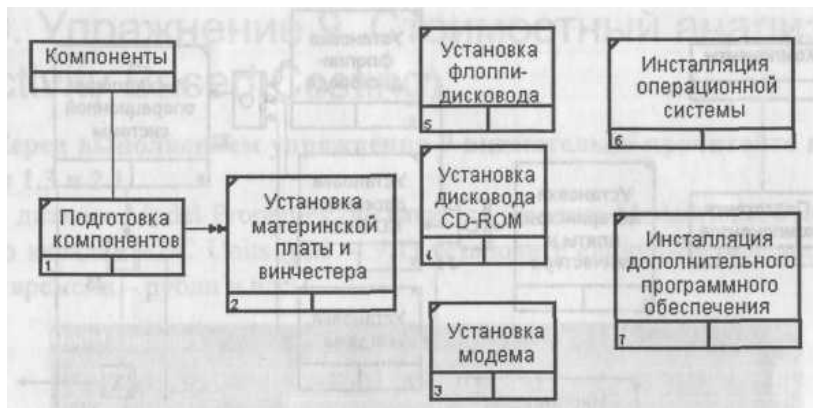 Компоненты
Подготовка
компонентов
1
Установка
материнской
платы и
винчестера
2
Установка
флоппи-
дисковода
5
Установка
дисковода
CD-ROM
4
Установка
модема
3
Инсталляция
операционной
системы
6
Инсталляция
дополнительного
программного
обеспечения
7